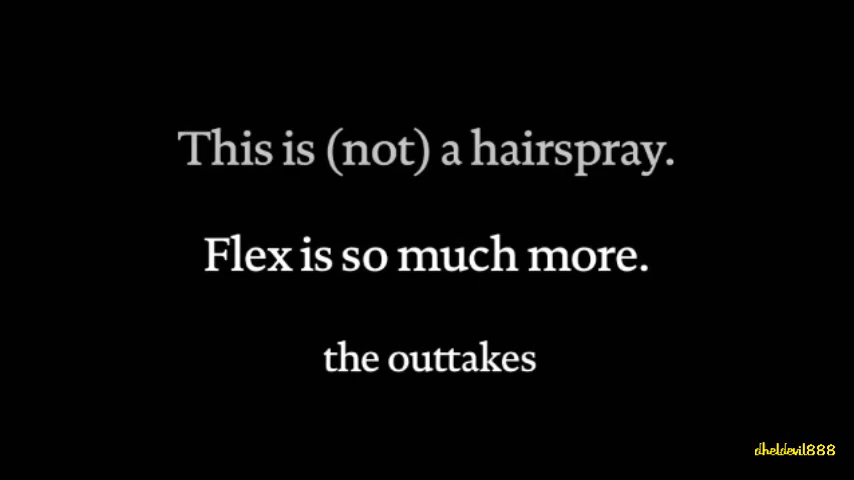 This is (not) a hairspray.
Flex is so much more.
the outtakes
dheldevil888